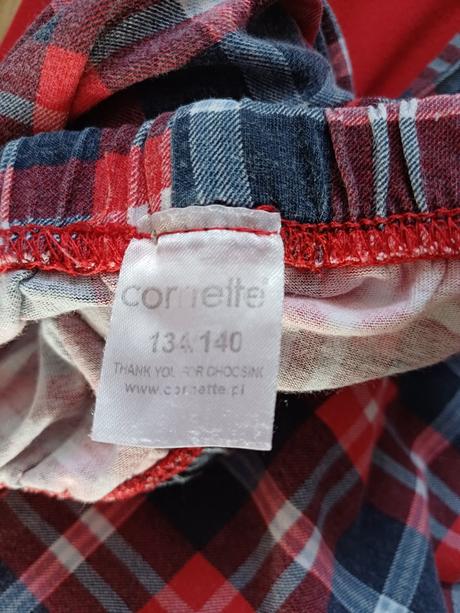 cornette
134/140
THANK YOU FOR CHOOSING
www.cornette.pl